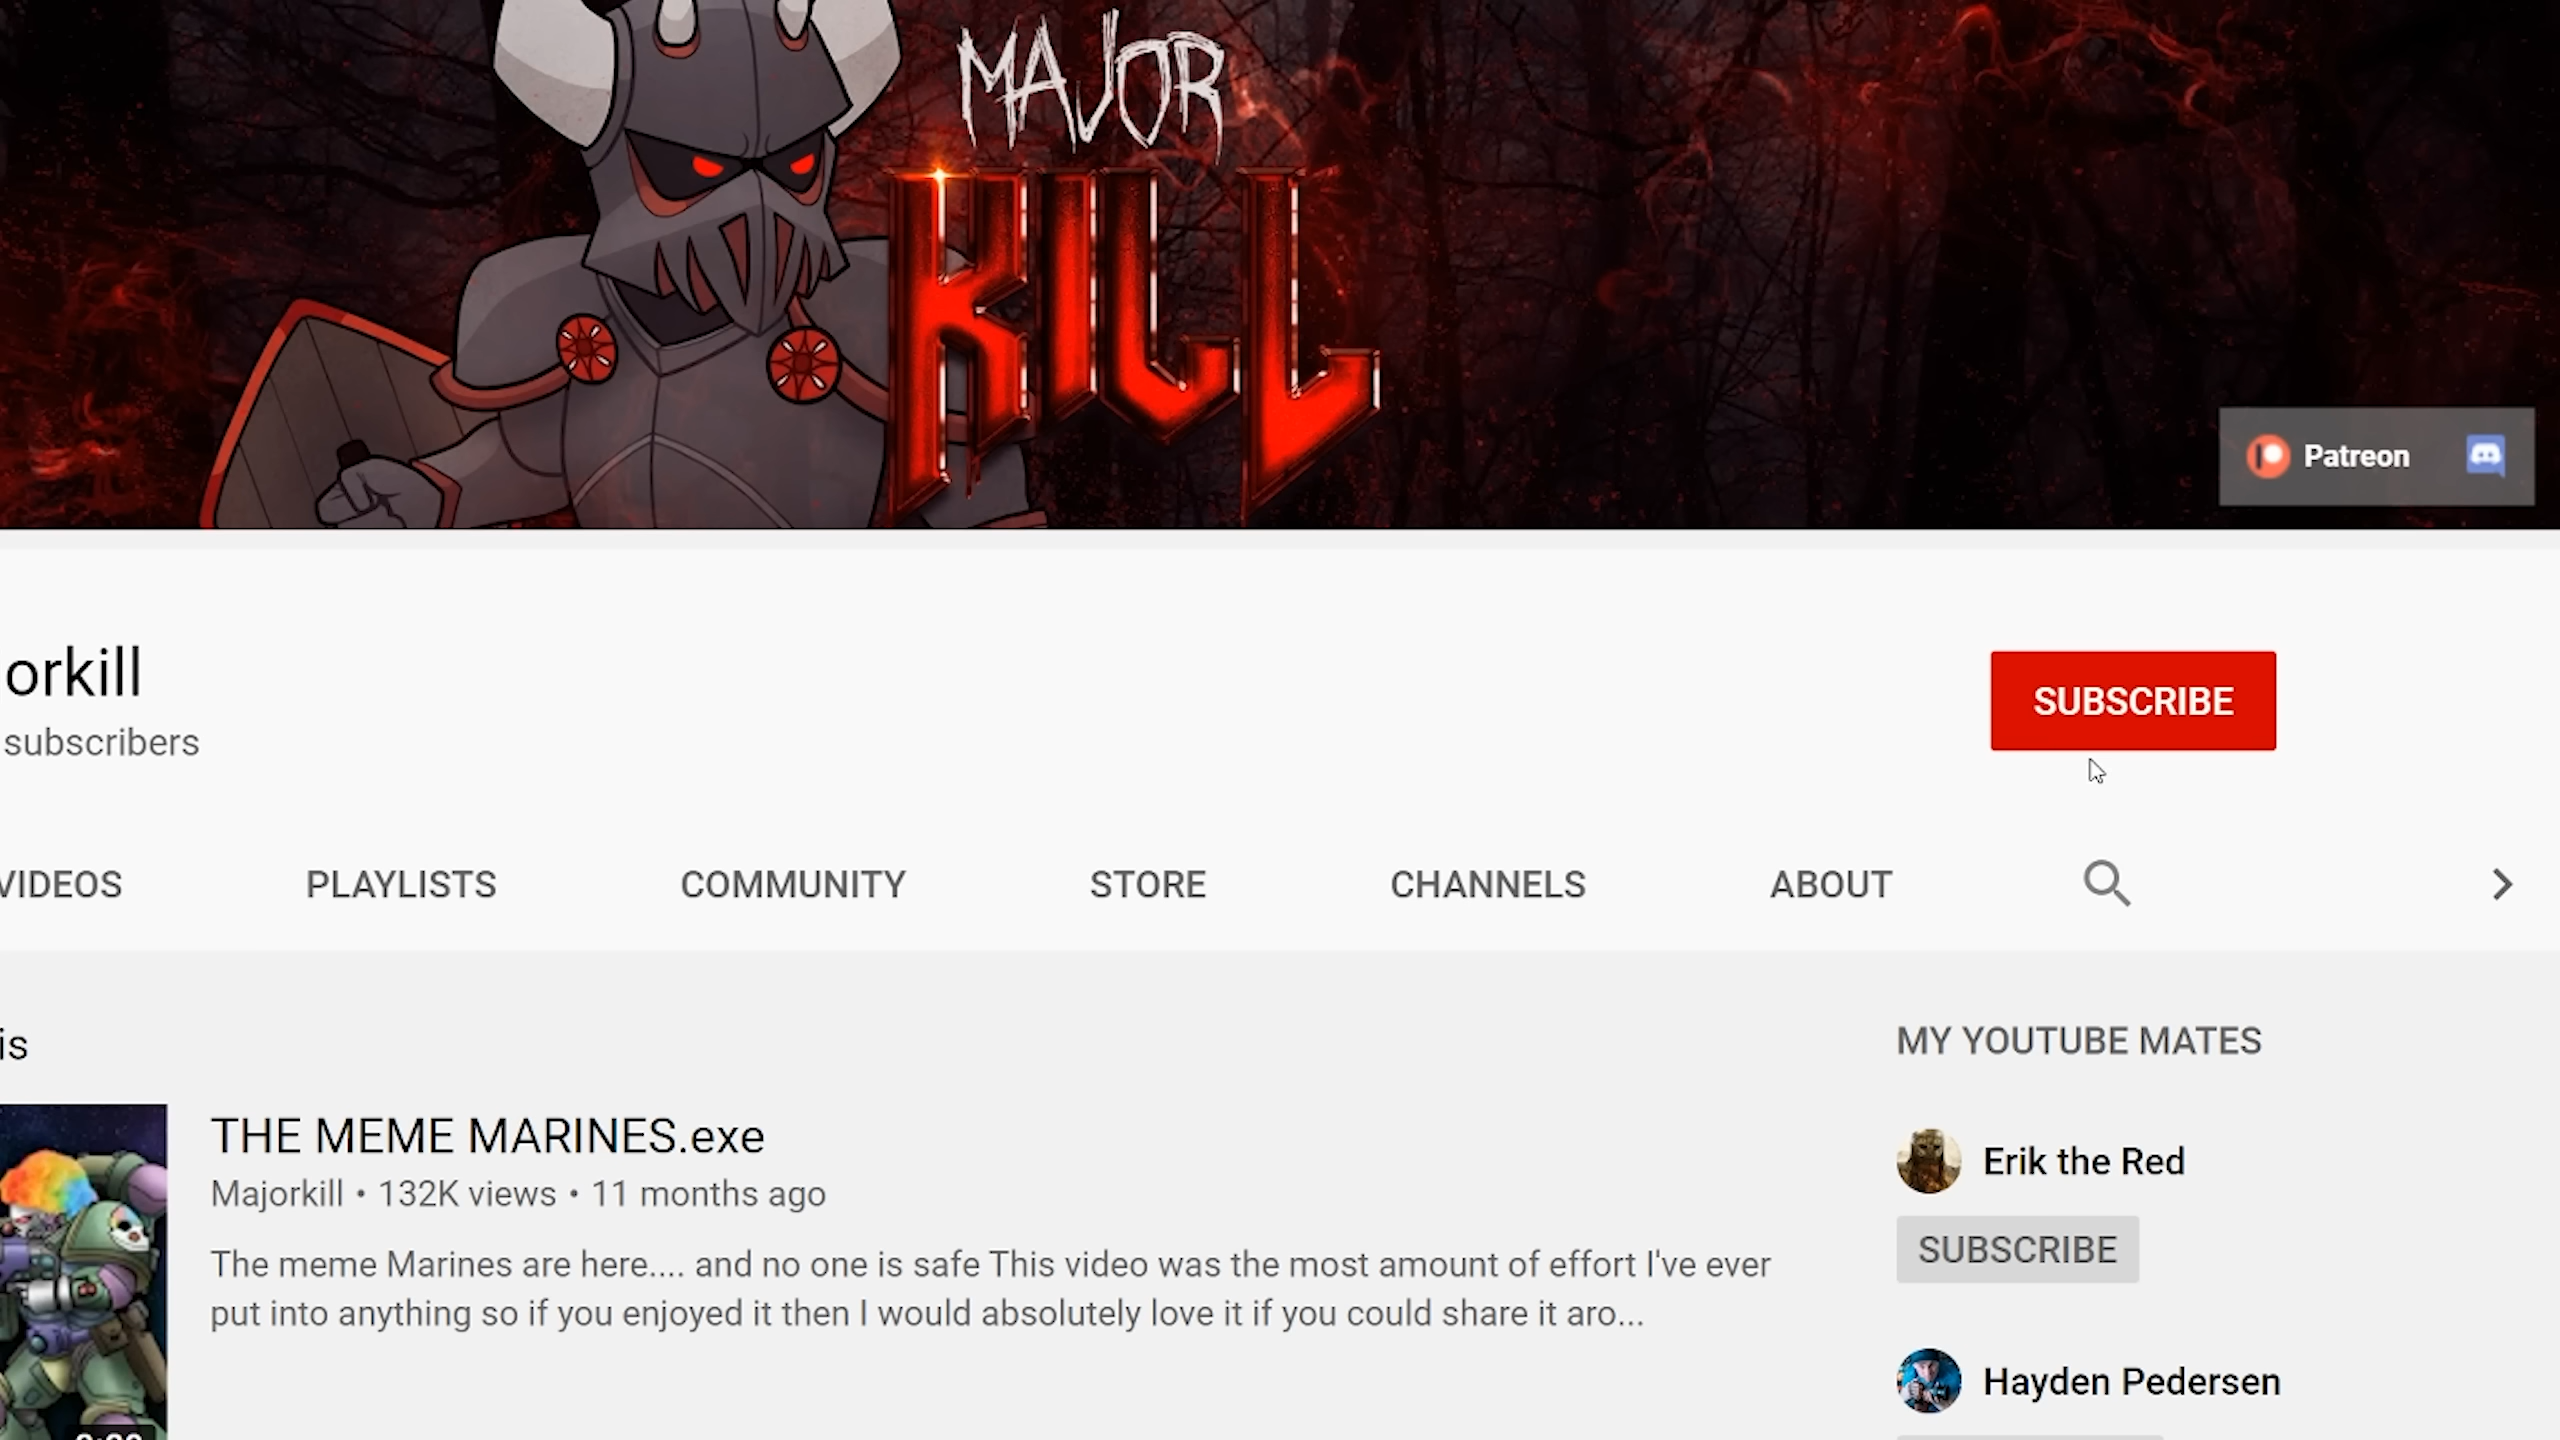 MAJOR
KILL
Patreon
orkill
subscribers
SUBSCRIBE
VIDEOS PLAYLISTS COMMUNITY STORE CHANNELS ABOUT
is
MY YOUTUBE MATES
THE MEME MARINES.exe
Majorkill • 132K views • 11 months ago
The meme Marines are here.... and no one is safe This video was the most amount of effort I've ever
put into anything so if you enjoyed it then I would absolutely love it if you could share it aro...
Erik the Red
SUBSCRIBE
Hayden Pedersen